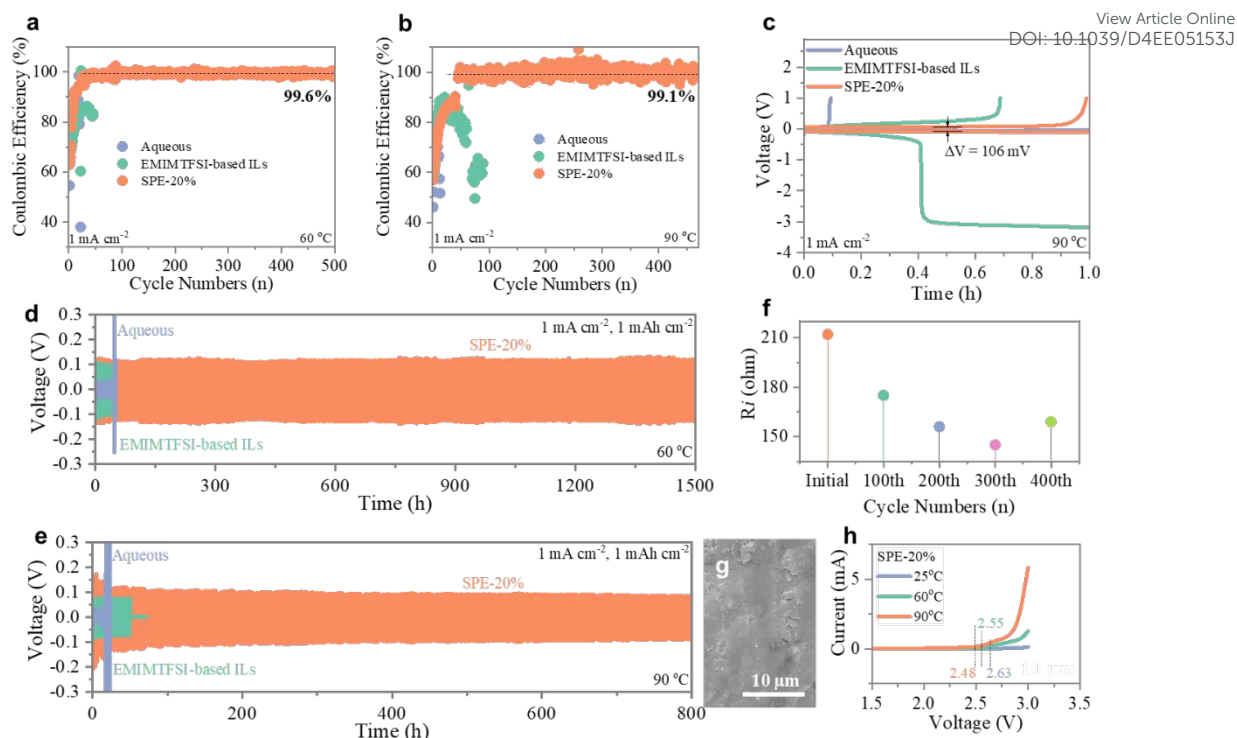 View Article Online
DOI: 10.1039/D4EE05153J
a
Coulombic Efficiency (%)
100
80
60
40
99.6%
Aqueous
EMIMTFSI-based ILs
SPE-20%
1 mA cm-2
60 °C
0 100 200 300 400 500
Cycle Numbers (n)
b
Coulombic Efficiency (%)
100
80
60
40
99.1%
Aqueous
EMIMTFSI-based ILs
SPE-20%
1 mA cm-2
90 °C
0 100 200 300 400
Cycle Numbers (n)
c
Voltage (V)
2
1
0
-1
-2
-3
-4
Aqueous
EMIMTFSI-based ILs
SPE-20%
ΔV = 106 mV
1 mA cm-2
90 °C
0.0 0.2 0.4 0.6 0.8 1.0
Time (h)
d
Voltage (V)
0.3
0.2
0.1
0.0
-0.1
-0.2
-0.3
Aqueous
1 mA cm-2, 1 mAh cm-2
SPE-20%
EMIMTFSI-based ILs
60 °C
0 300 600 900 1200 1500
Time (h)
f
Ri (ohm)
210
180
150
Initial 100th 200th 300th 400th
Cycle Numbers (n)
e
Voltage (V)
0.3
0.2
0.1
0.0
-0.1
-0.2
-0.3
Aqueous
1 mA cm-2, 1 mAh cm-2
SPE-20%
EMIMTFSI-based ILs
90 °C
0 200 400 600 800
Time (h)
g
10 μm
h
Current (mA)
5
0
SPE-20%
25°C
60°C
90°C
2.55
2.48 2.63
10 μm
1.5 2.0 2.5 3.0 3.5
Voltage (V)